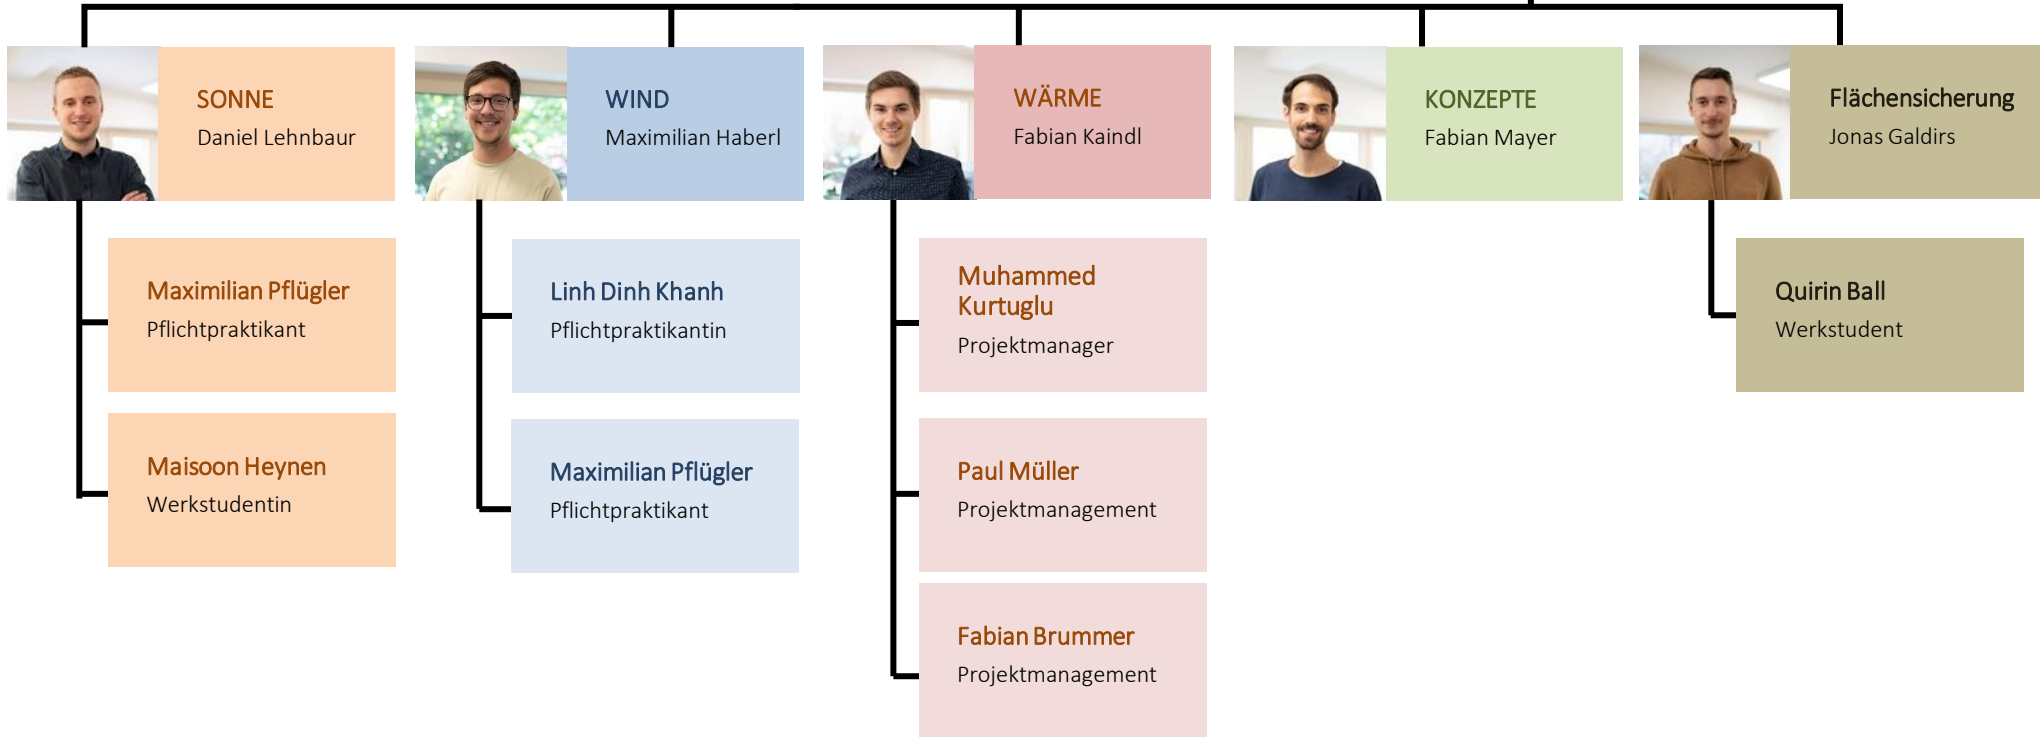 SONNE
Daniel Lehnbaur
WIND
Maximilian Haberl
WÄRME
Fabian Kaindl
KONZEPTE
Fabian Mayer
Flächensicherung
Jonas Galdirs
Maximilian Pflügler
Pflichtpraktikant
Maisoon Heynen
Werkstudentin
Linh Dinh Khanh
Pflichtpraktikantin
Maximilian Pflügler
Pflichtpraktikant
Muhammed
Kurtuglu
Projektmanager
Paul Müller
Projektmanagement
Fabian Brummer
Projektmanagement
Quirin Ball
Werkstudent